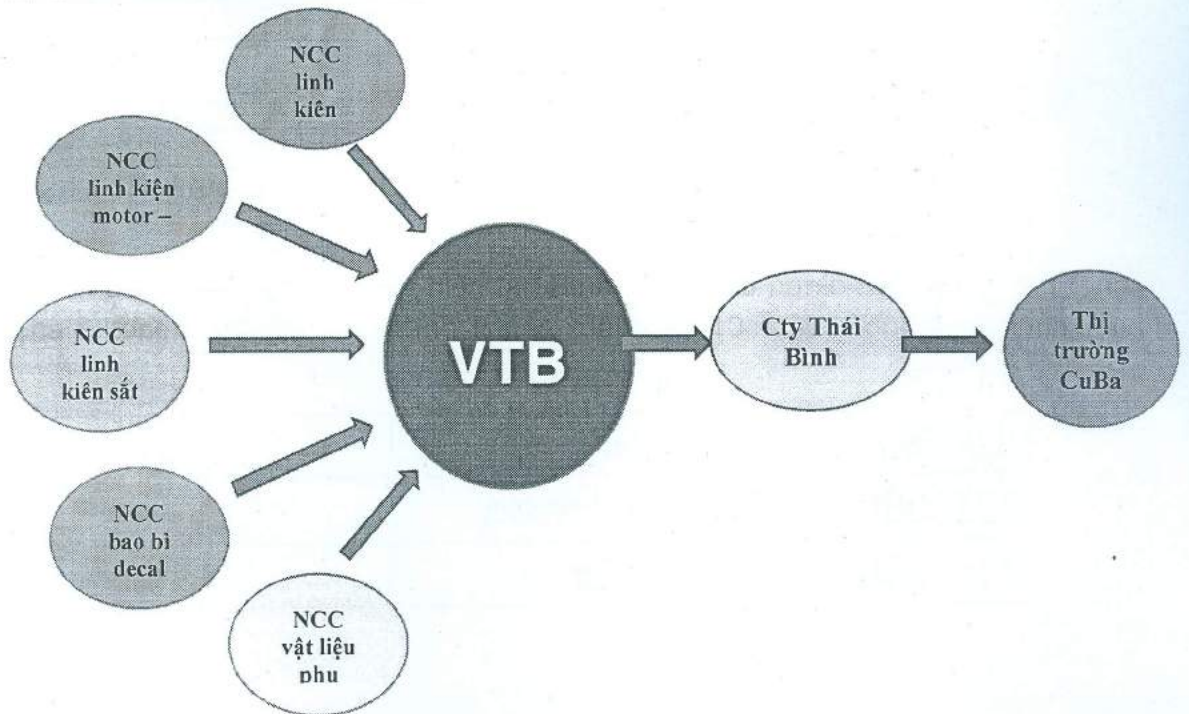 NCC
linh
kiên
NCC
linh kiện
motor –
NCC
linh
kiên sắt
NCC
bao bì
decal
NCC
vật liệu
phu
VTB
Cty Thái
Bình
Thị
trường
CuBa